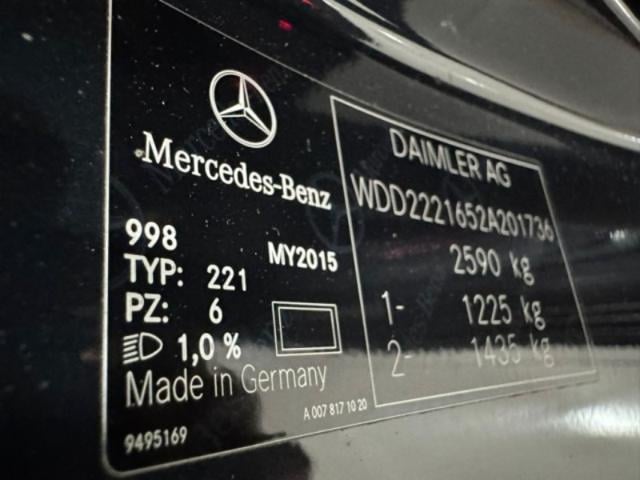 Mercedes-Benz
998
MY2015
TYP: 221
PZ: 6
1,0 %
Made in Germany
A 007 817 10 20
9495169
DAIMLER AG
WDD2221652A201736
2590 kg
1- 1225 kg
2- 1435 kg